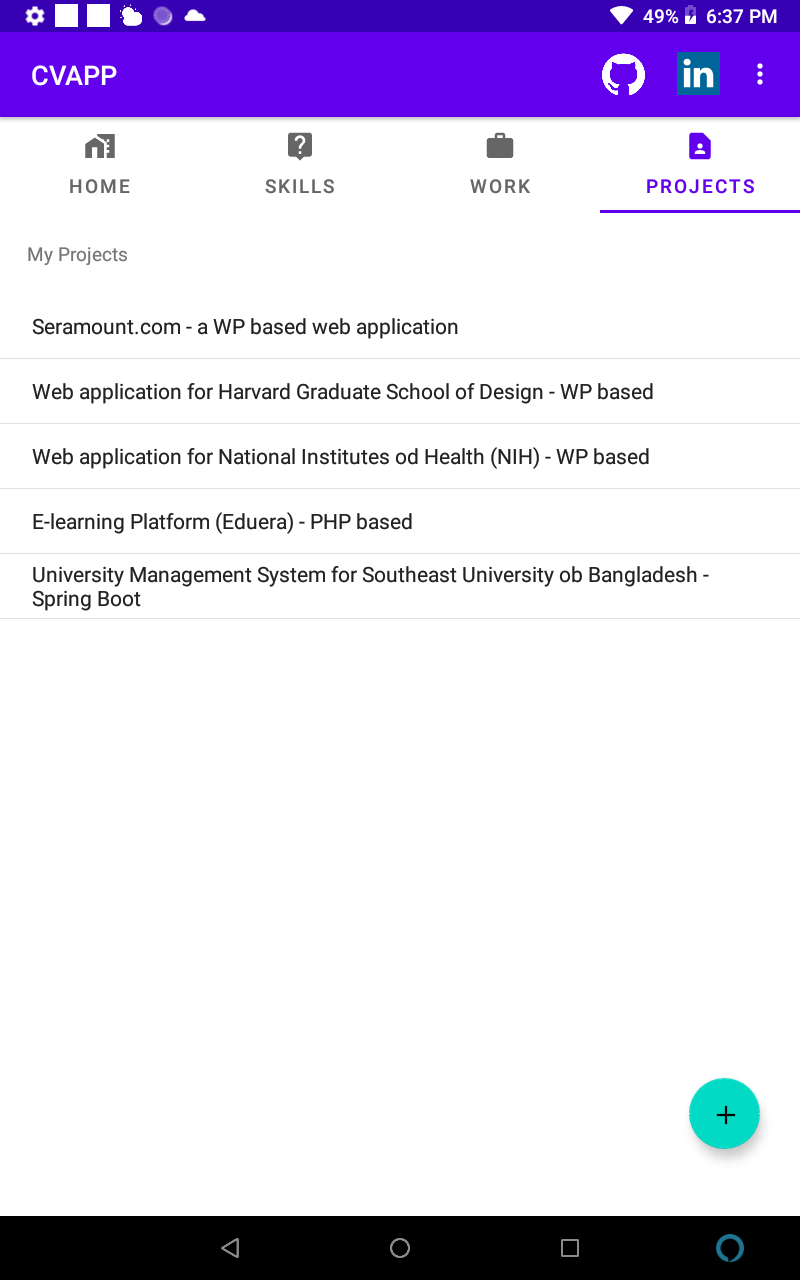 49% 6:37 PM
CVAPP
in
HOME SKILLS WORK PROJECTS
My Projects
Seramount.com - a WP based web application
Web application for Harvard Graduate School of Design - WP based
Web application for National Institutes od Health (NIH) - WP based
E-learning Platform (Eduera) - PHP based
University Management System for Southeast University ob Bangladesh -
Spring Boot